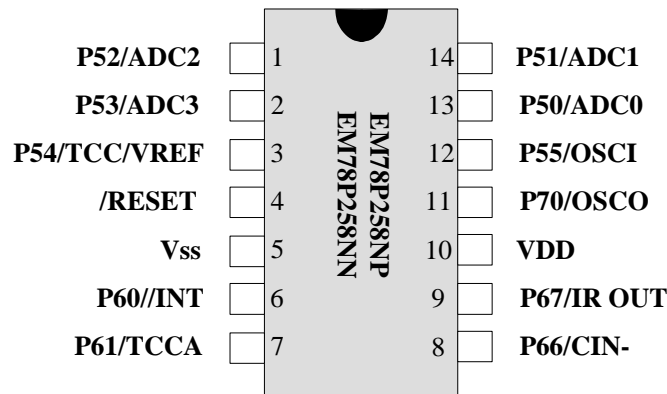 P52/ADC2 1 14 P51/ADC1
P53/ADC3 2 13 P50/ADC0
P54/TCC/VREF 3 12 P55/OSCI
/RESET 4 11 P70/OSCO
Vss 5 10 VDD
P60//INT 6 9 P67/IR OUT
P61/TCCA 7 8 P66/CIN-
EM78P258NP
EM78P258NN